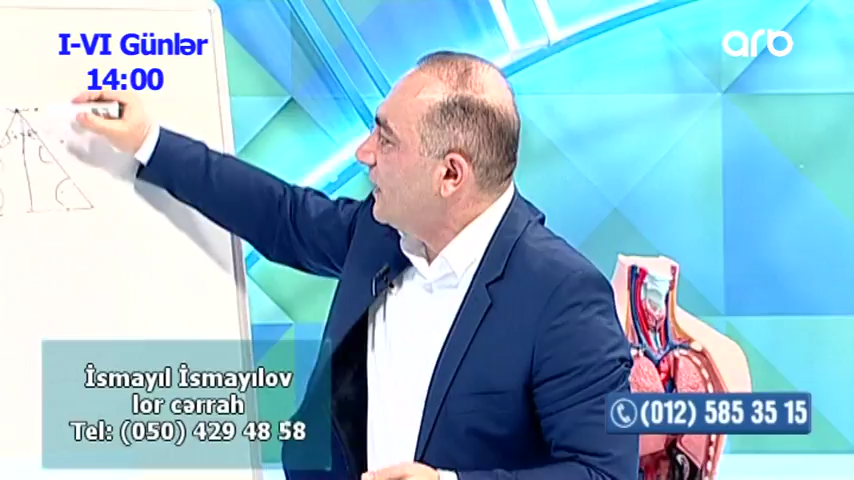 I-VI Günlər
14:00
arb
İsmayıl İsmayılov
lor cərrah
Tel: (050) 429 48 58
(012) 585 35 15